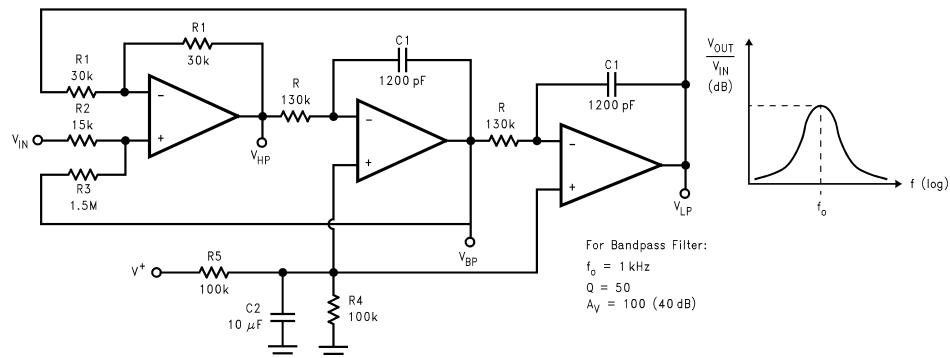 R1
30k
C1
1200 pF
C1
1200 pF
R1
30k
R2
15k
R
130k
R
130k
−
+
−
+
−
+
V_IN
R3
1.5M
V_HP
V_BP
V_LP
V⁺
R5
100k
C2
10 μF
R4
100k
For Bandpass Filter:
f_o = 1 kHz
Q = 50
A_V = 100 (40 dB)
V_OUT
V_IN
(dB)
f (log)
f_o